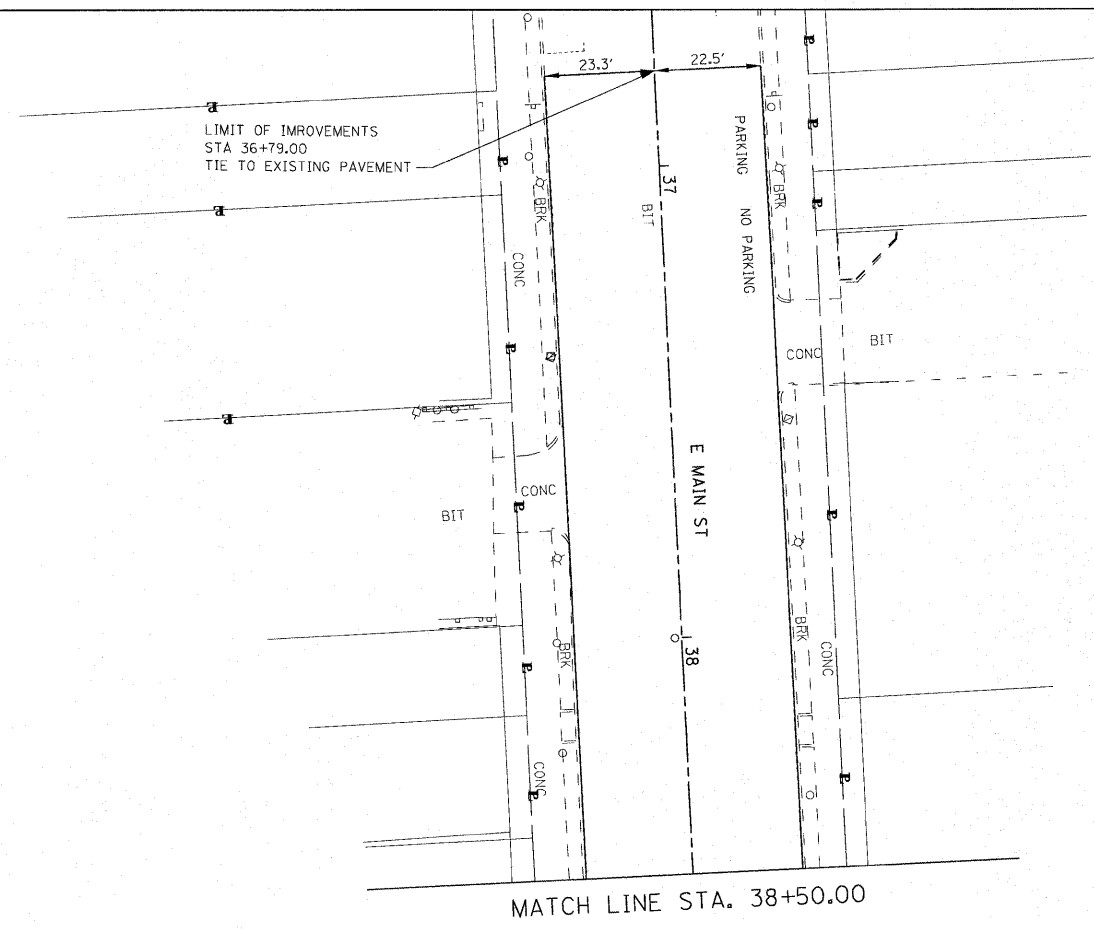 23.3'
22.5'
LIMIT OF IMROVEMENTS
STA 36+79.00
TIE TO EXISTING PAVEMENT
PARKING
NO PARKING
37
BIT
BRK
BRK
CONC
CONC
BIT
E MAIN ST
CONC
BIT
38
BRK
BRK
CONC
CONC
P
P
P
P
P
P
P
P
P
P
P
P
P
P
MATCH LINE STA. 38+50.00